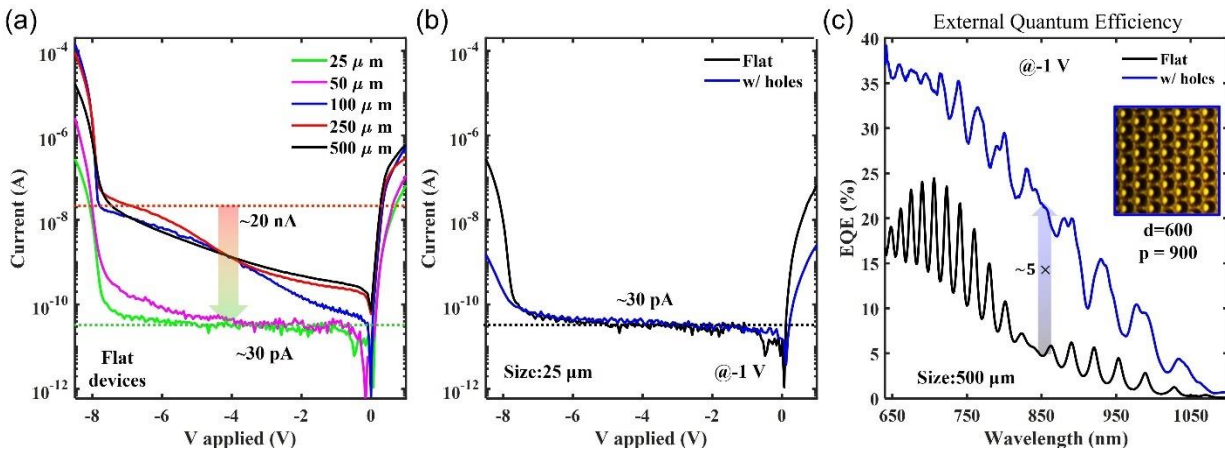 (a)
10⁻⁴
10⁻⁶
10⁻⁸
10⁻¹⁰
10⁻¹²
Current (A)
25 μ m
50 μ m
100 μ m
250 μ m
500 μ m
~20 nA
~30 pA
Flat
devices
-8 -6 -4 -2 0
V applied (V)
(b)
10⁻⁴
10⁻⁶
10⁻⁸
10⁻¹⁰
10⁻¹²
Current (A)
Flat
w/ holes
~30 pA
Size:25 μm
@-1 V
-8 -6 -4 -2 0
V applied (V)
(c)
External Quantum Efficiency
40
35
30
25
20
15
10
5
0
EQE (%)
@-1 V
Flat
w/ holes
d=600
p = 900
~5 ×
Size:500 μm
650 750 850 950 1050
Wavelength (nm)